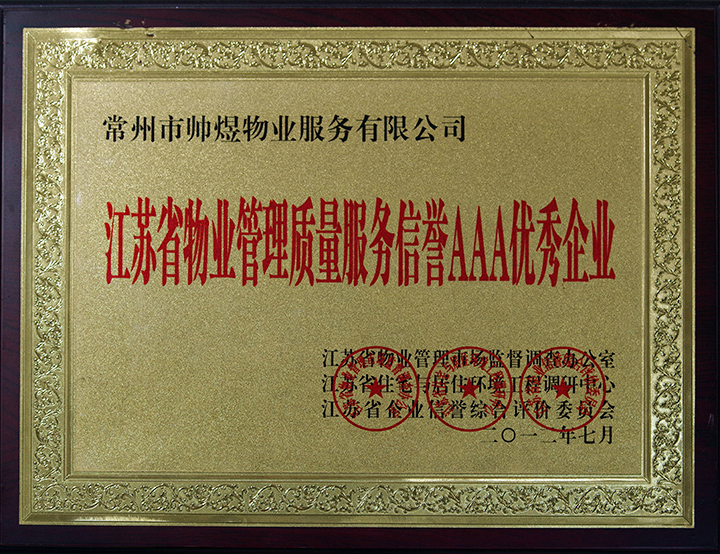 常州市帅煜物业服务有限公司
江苏省物业管理质量服务信誉AAA优秀企业
江苏省物业管理市场监督调查办公室
江苏省住宅与居住环境工程调研中心
江苏省企业信誉综合评价委员会
二〇一二年七月